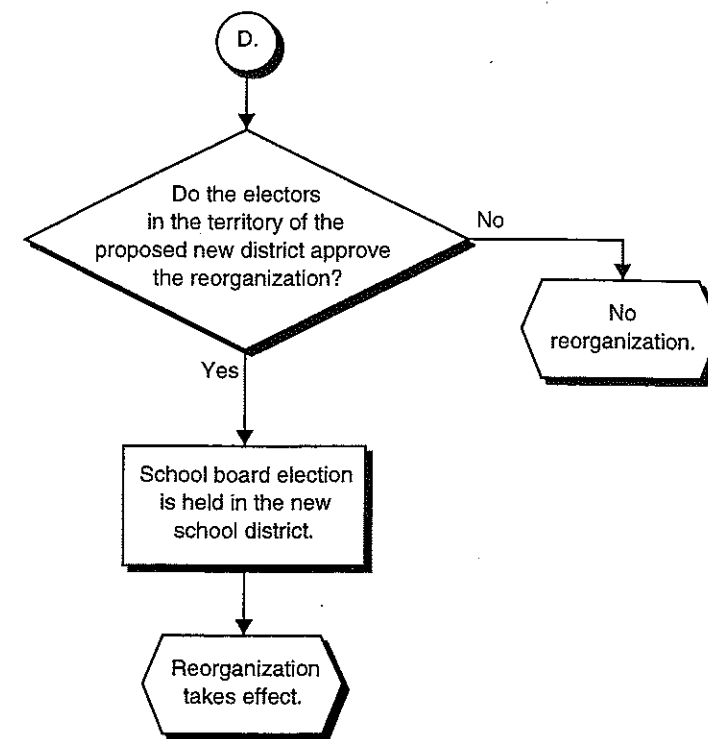 D.
Do the electors
in the territory of the
proposed new district approve
the reorganization?
No
No
reorganization.
Yes
School board election
is held in the new
school district.
Reorganization
takes effect.